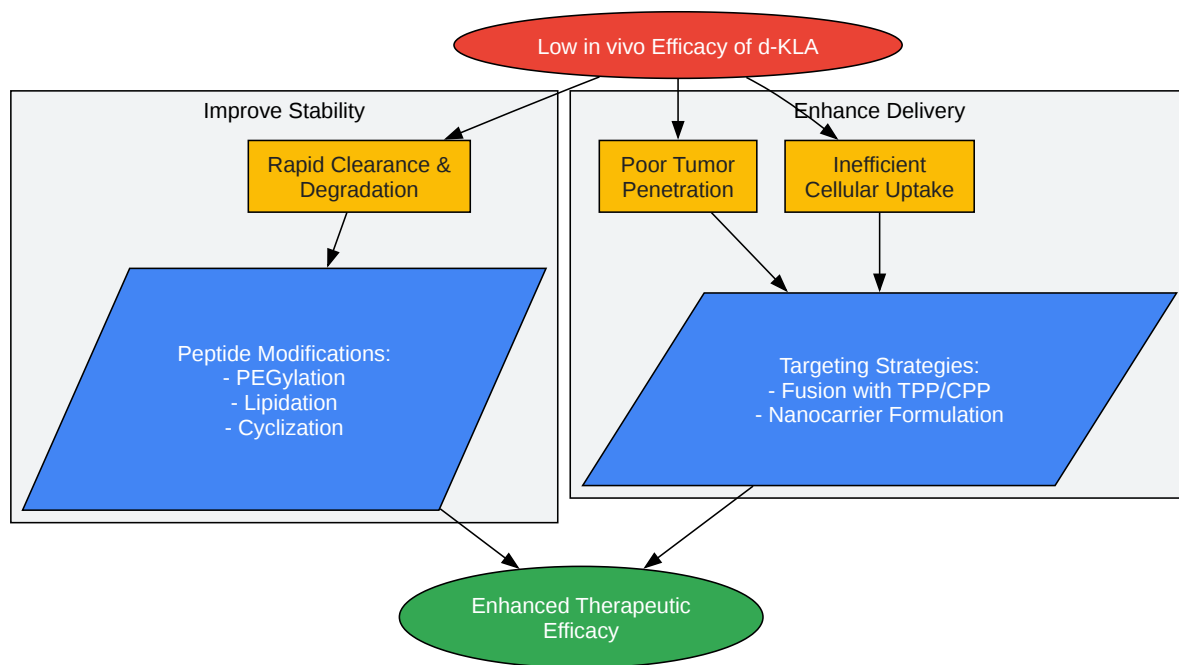 Low in vivo Efficacy of d-KLA
Improve Stability
Enhance Delivery
Rapid Clearance &
Degradation
Poor Tumor
Penetration
Inefficient
Cellular Uptake
Peptide Modifications:
- PEGylation
- Lipidation
- Cyclization
Targeting Strategies:
- Fusion with TPP/CPP
- Nanocarrier Formulation
Enhanced Therapeutic
Efficacy